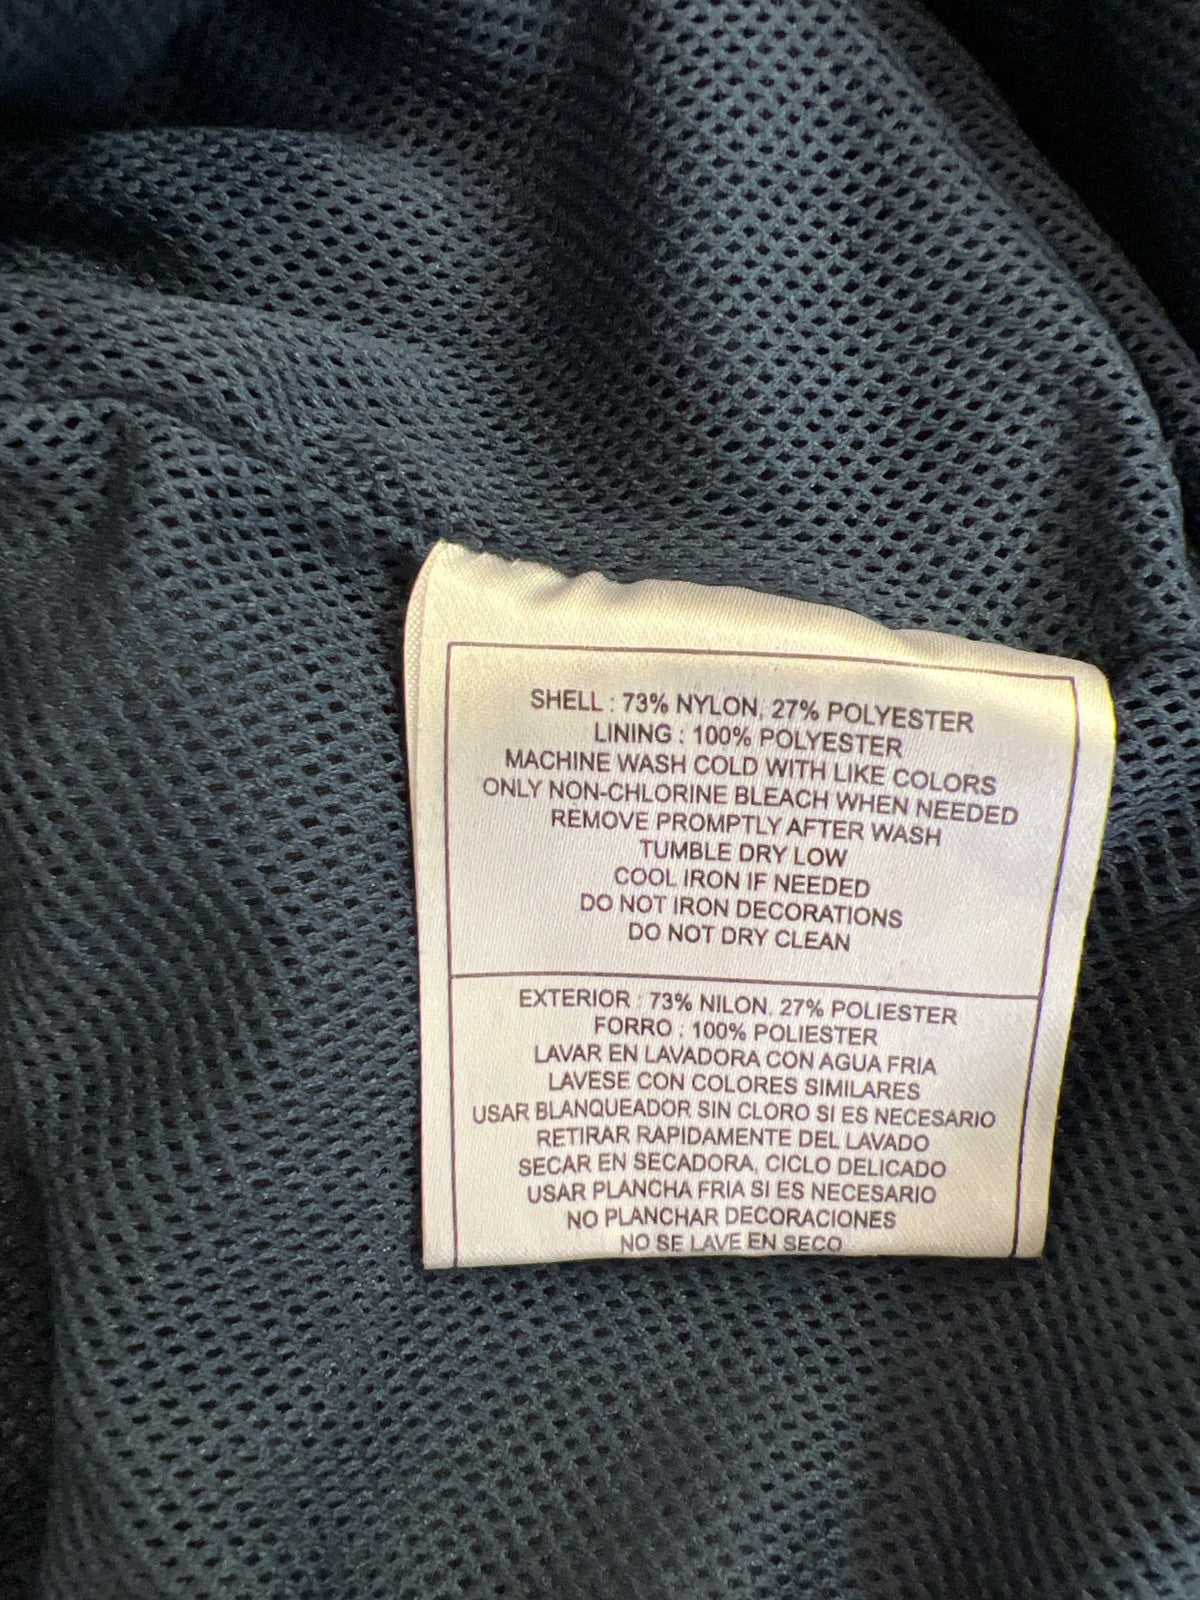 SHELL : 73% NYLON, 27% POLYESTER
LINING : 100% POLYESTER
MACHINE WASH COLD WITH LIKE COLORS
ONLY NON-CHLORINE BLEACH WHEN NEEDED
REMOVE PROMPTLY AFTER WASH
TUMBLE DRY LOW
COOL IRON IF NEEDED
DO NOT IRON DECORATIONS
DO NOT DRY CLEAN
EXTERIOR : 73% NILON, 27% POLIESTER
FORRO : 100% POLIESTER
LAVAR EN LAVADORA CON AGUA FRIA
LAVESE CON COLORES SIMILARES
USAR BLANQUEADOR SIN CLORO SI ES NECESARIO
RETIRAR RAPIDAMENTE DEL LAVADO
SECAR EN SECADORA, CICLO DELICADO
USAR PLANCHA FRIA SI ES NECESARIO
NO PLANCHAR DECORACIONES
NO SE LAVE EN SECO